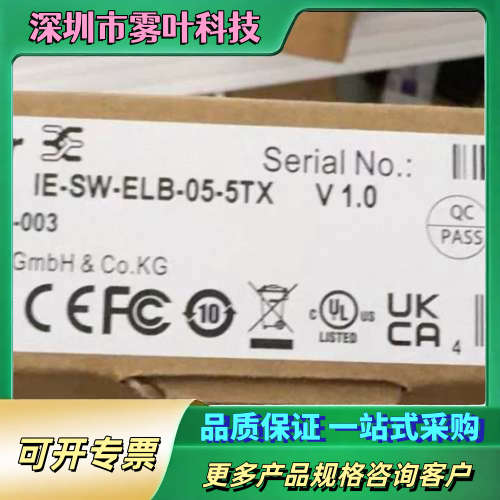 深圳市雾叶科技
Serial No.:
IE-SW-ELB-05-5TX V 1.0
-003
GmbH & Co.KG
QC
PASS
CE FC 10 C UL US LISTED UK CA 4
可开专票
品质保证 一站式采购
更多产品规格咨询客户